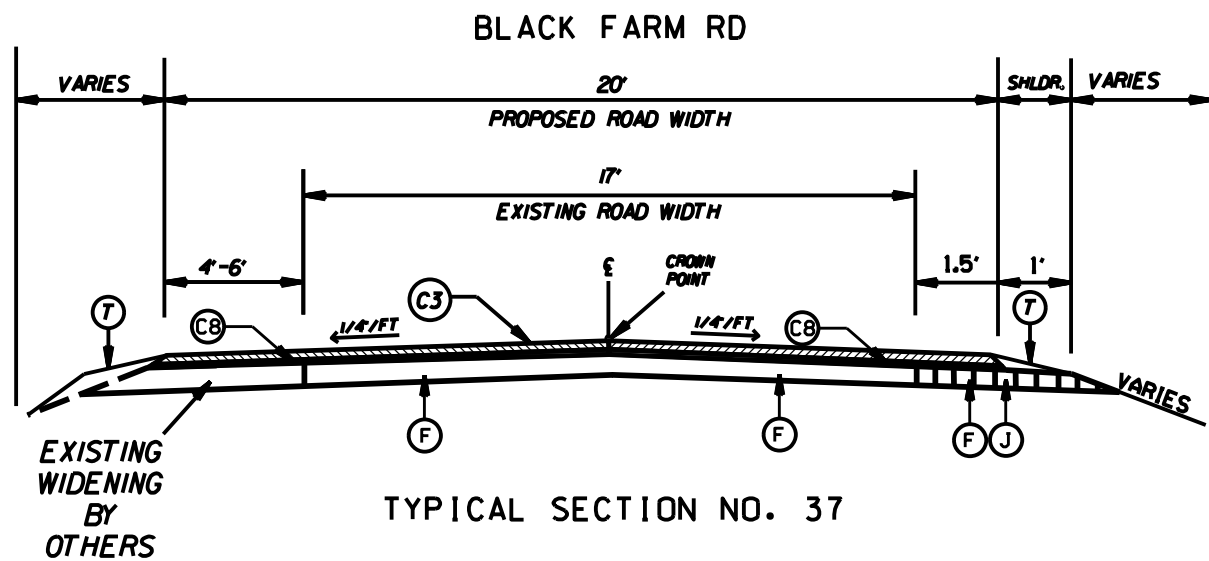 BLACK FARM RD
VARIES
20'
SHLDR.
VARIES
PROPOSED ROAD WIDTH
17'
EXISTING ROAD WIDTH
4'-6'
℄
CROWN
POINT
1.5'
1'
T
C8
C3
1/4"/FT
1/4"/FT
C8
T
VARIES
F
F
F
J
EXISTING
WIDENING
BY
OTHERS
TYPICAL SECTION NO. 37